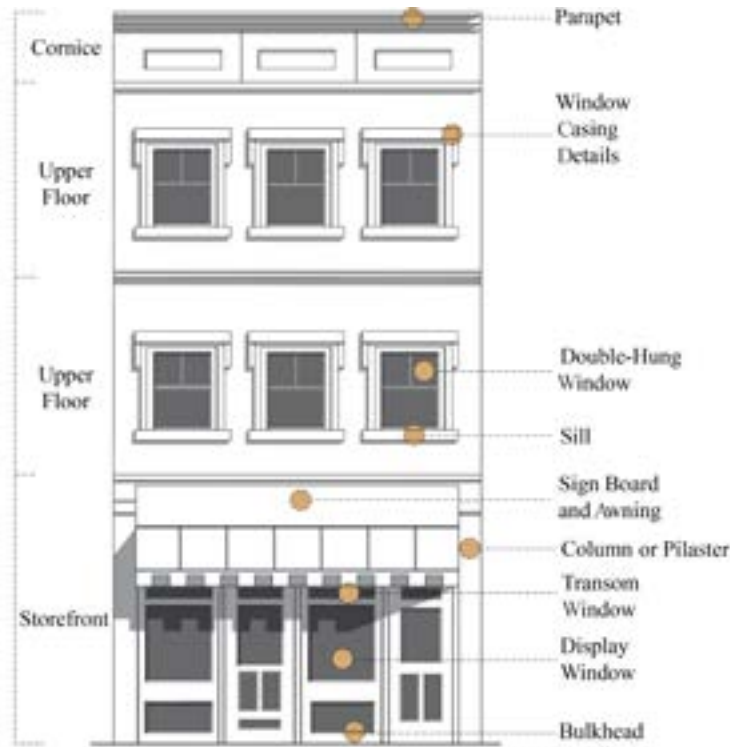 Cornice
Upper
Floor
Upper
Floor
Storefront
Parapet
Window
Casing
Details
Double-Hung
Window
Sill
Sign Board
and Awning
Column or Pilaster
Transom
Window
Display
Window
Bulkhead